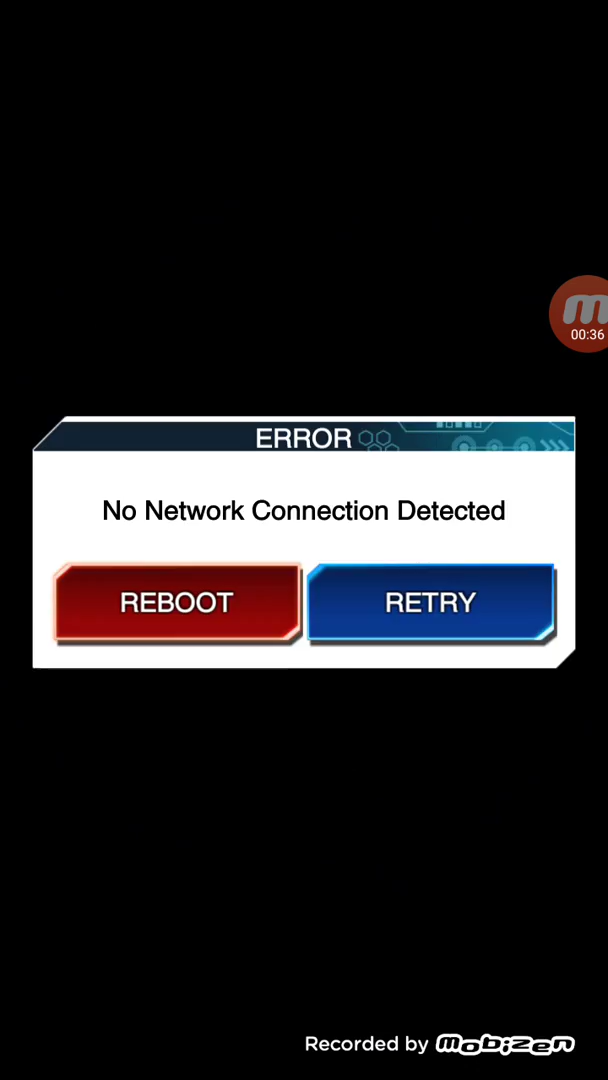 00:36
ERROR
No Network Connection Detected
REBOOT
RETRY
Recorded by mobizen